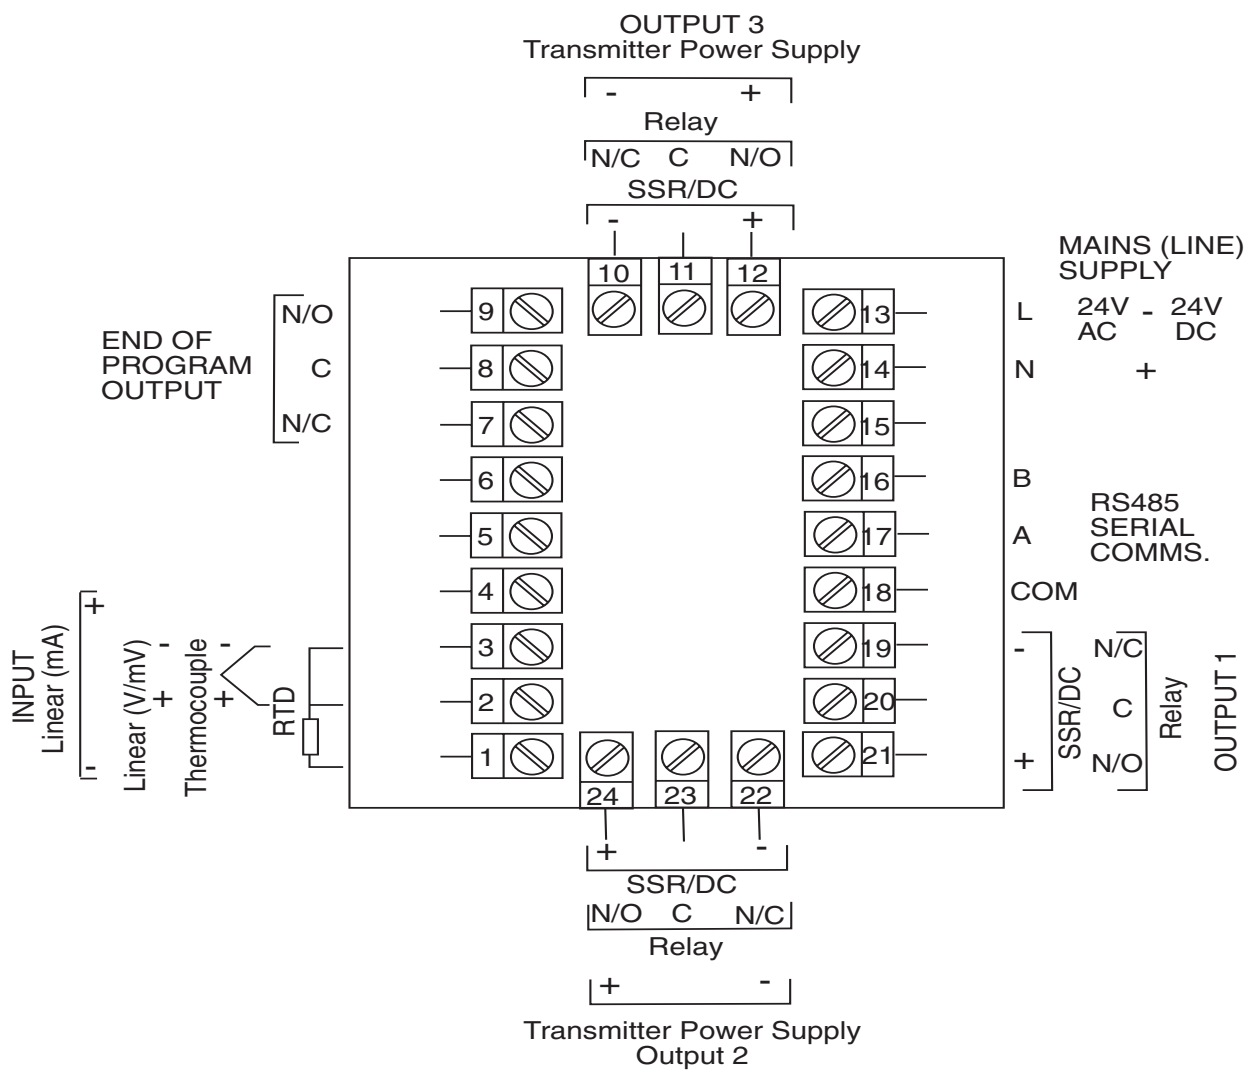 OUTPUT 3
Transmitter Power Supply
- +
Relay
N/C C N/O
SSR/DC
- +
10 11 12
MAINS (LINE)
SUPPLY
24V - 24V
AC DC
L
N +
END OF
PROGRAM
OUTPUT
N/O
C
N/C
9
8
7
6
5
4
3
2
1
13
14
15
16
17
18
19
20
21
B
A
COM
RS485
SERIAL
COMMS.
INPUT
Linear (mA)
+
-
Linear (V/mV)
-
+
Thermocouple
-
+
RTD
-
+
SSR/DC
N/C
C
N/O
Relay
OUTPUT 1
24 23 22
+ -
SSR/DC
N/O C N/C
Relay
+ -
Transmitter Power Supply
Output 2